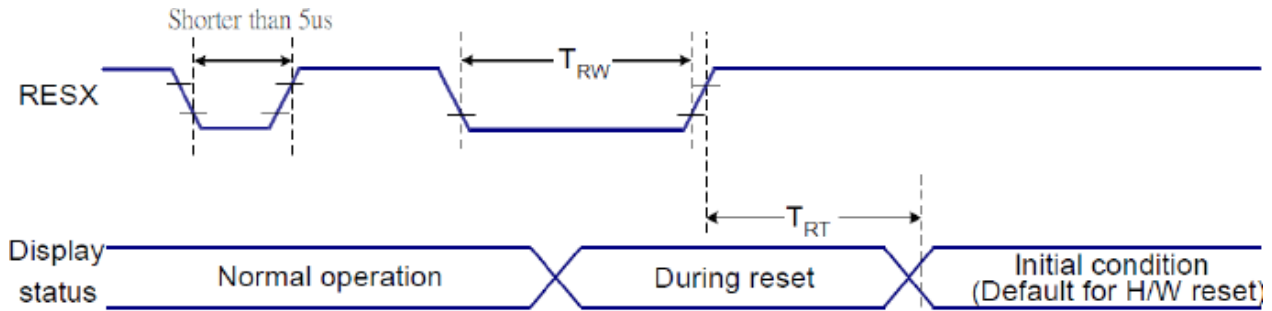 Shorter than 5us
RESX
TRW
TRT
Display
status
Normal operation
During reset
Initial condition
(Default for H/W reset)